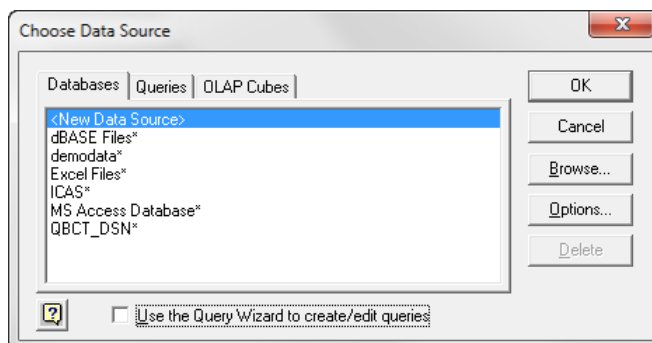 Choose Data Source
Databases Queries OLAP Cubes
<New Data Source>
dBASE Files*
demodata*
Excel Files*
ICAS*
MS Access Database*
QBCT_DSN*
OK
Cancel
Browse...
Options...
Delete
Use the Query Wizard to create/edit queries